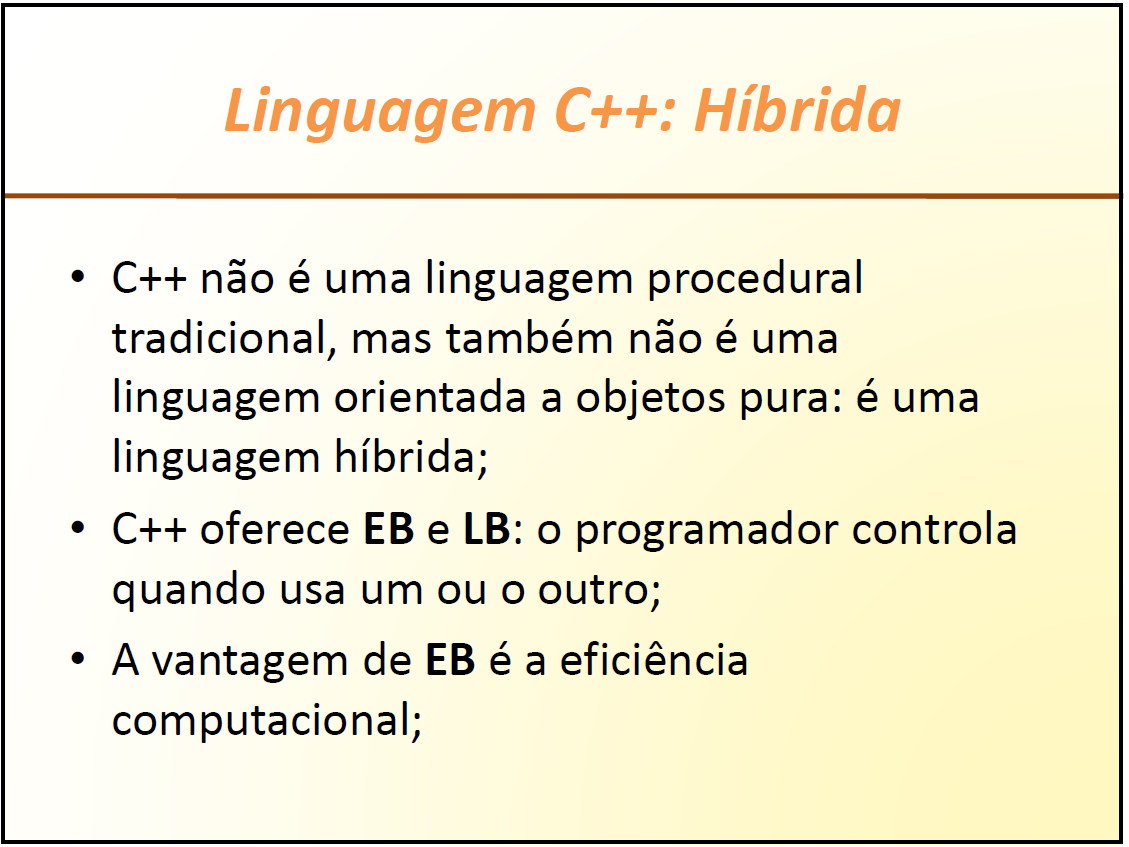 Linguagem C++: Híbrida
• C++ não é uma linguagem procedural
tradicional, mas também não é uma
linguagem orientada a objetos pura: é uma
linguagem híbrida;
• C++ oferece EB e LB: o programador controla
quando usa um ou o outro;
• A vantagem de EB é a eficiência
computacional;